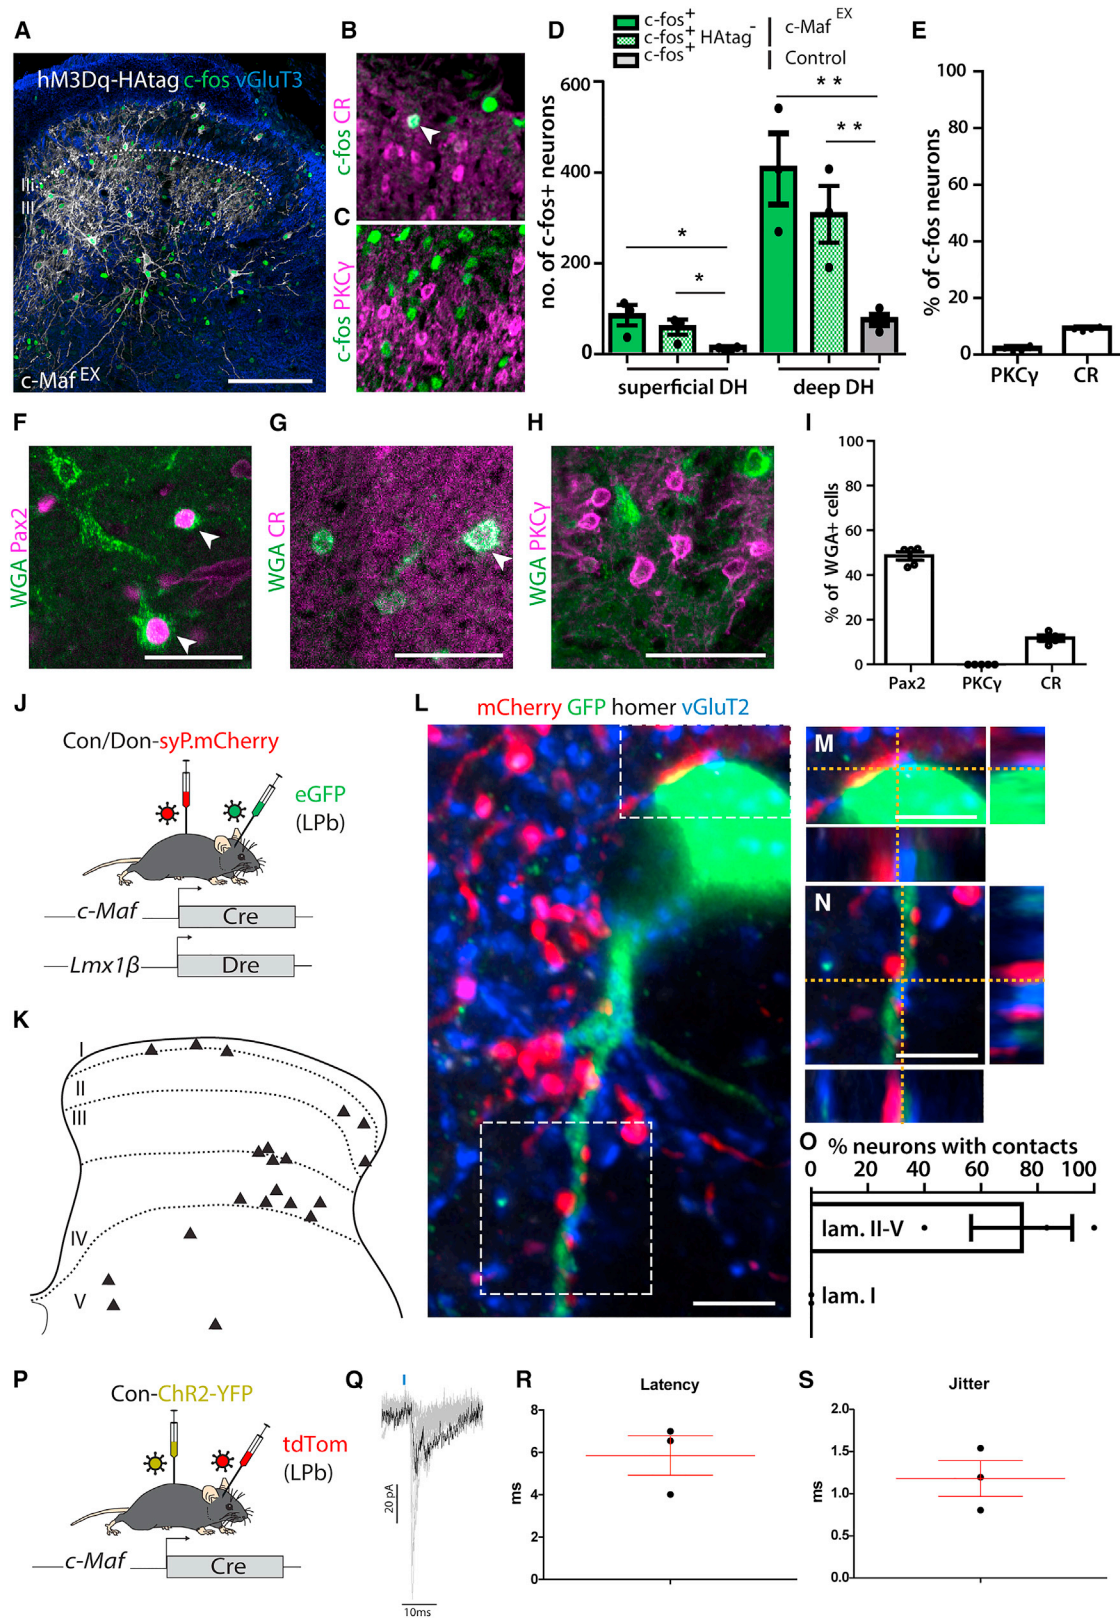 A
hM3Dq-HAtag c-fos vGluT3
IIi
III
c-Maf EX
B
c-fos CR
C
c-fos PKCγ
D
c-fos+
c-fos+ HAtag-
c-fos+
c-Maf EX
Control
no. of c-fos+ neurons
600
400
200
0
* *
* *
*
*
superficial DH
deep DH
E
% of c-fos neurons
100
80
60
40
20
0
PKCγ
CR
F
WGA Pax2
G
WGA CR
H
WGA PKCγ
I
% of WGA+ cells
100
80
60
40
20
0
Pax2
PKCγ
CR
J
Con/Don-syP.mCherry
eGFP
(LPb)
c-Maf
Cre
Lmx1β
Dre
K
I
II
III
IV
V
L
mCherry GFP homer vGluT2
M
N
O
% neurons with contacts
0 20 40 60 80 100
lam. II-V
lam. I
P
Con-ChR2-YFP
tdTom
(LPb)
c-Maf
Cre
Q
20 pA
10ms
R
Latency
ms
8
6
4
2
0
S
Jitter
ms
2.0
1.5
1.0
0.5
0.0